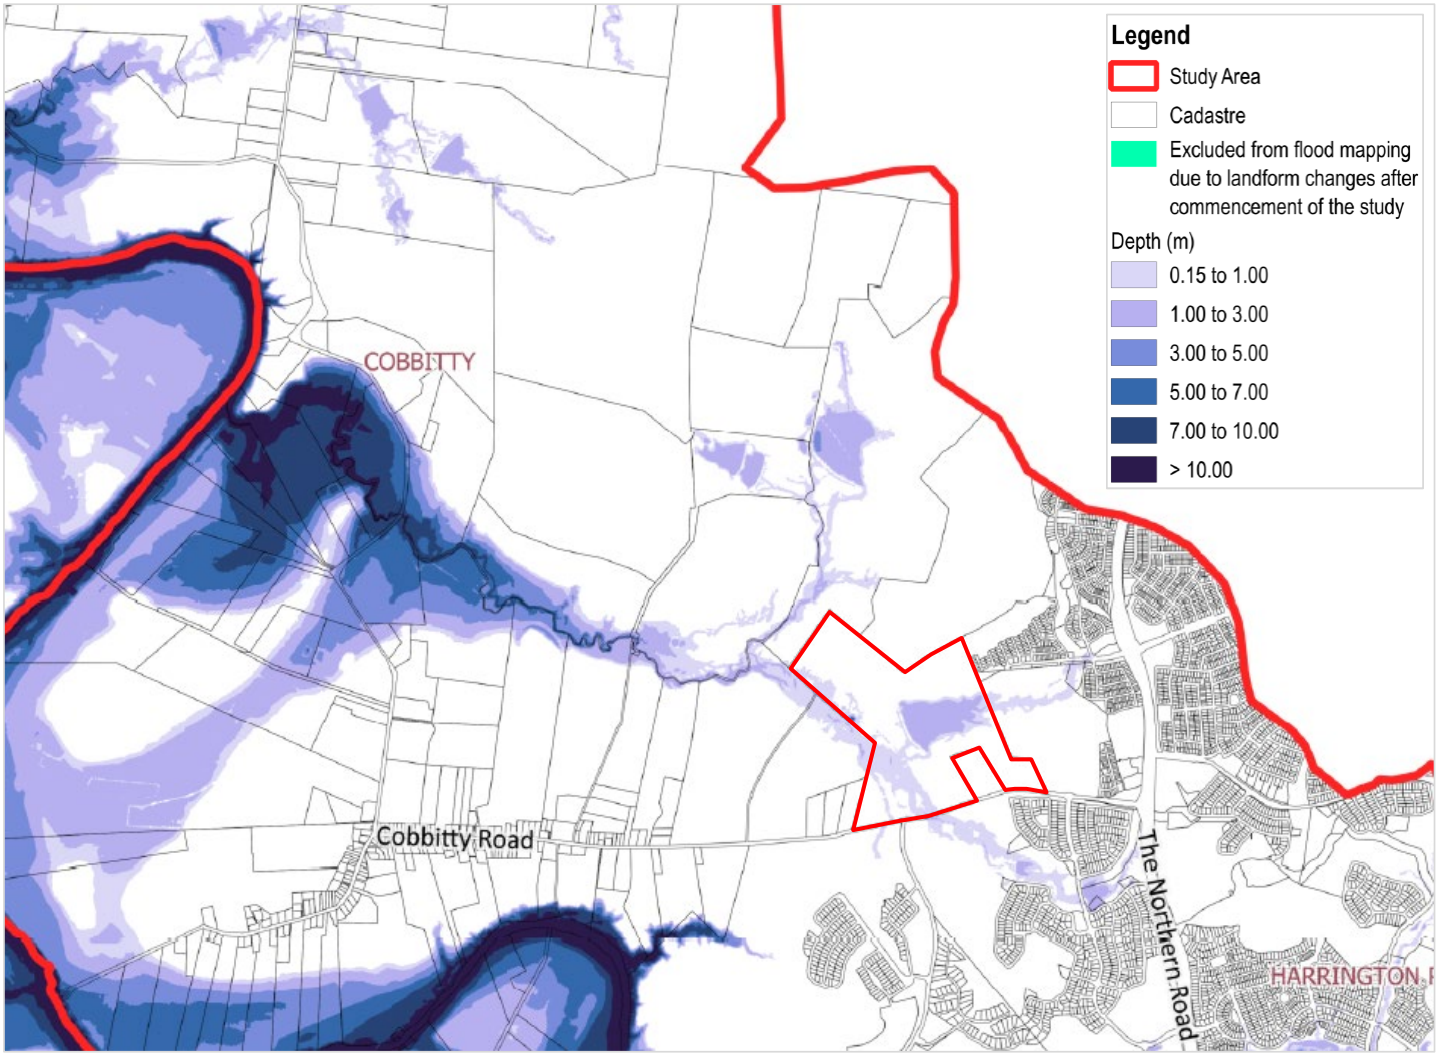 Legend
Study Area
Cadastre
Excluded from flood mapping
due to landform changes after
commencement of the study
Depth (m)
0.15 to 1.00
1.00 to 3.00
3.00 to 5.00
5.00 to 7.00
7.00 to 10.00
> 10.00
COBBITTY
Cobbitty Road
The Northern Road
HARRINGTON